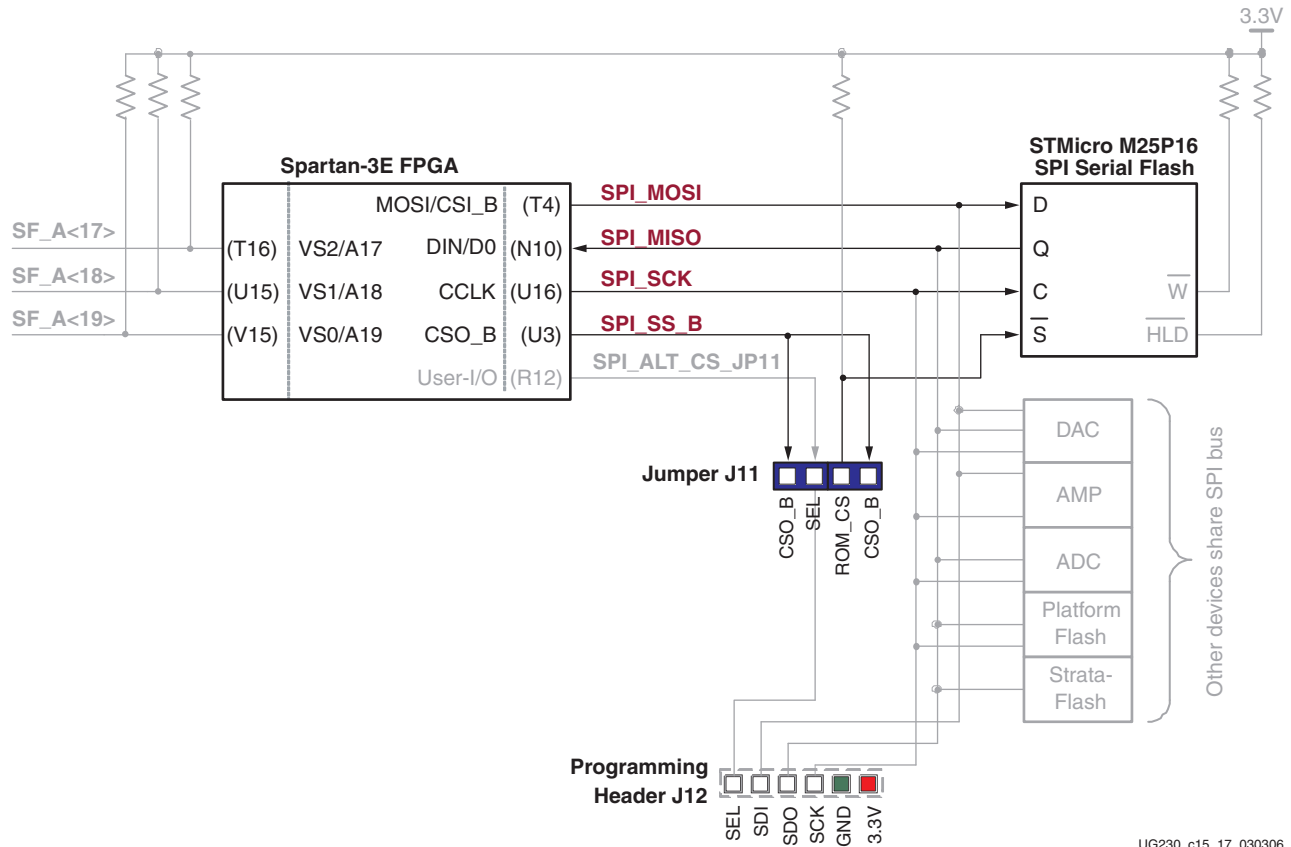 3.3V
Spartan-3E FPGA
STMicro M25P16
SPI Serial Flash
MOSI/CSI_B (T4) SPI_MOSI D
SF_A<17> (T16) VS2/A17 DIN/D0 (N10) SPI_MISO Q
SF_A<18> (U15) VS1/A18 CCLK (U16) SPI_SCK C W
SF_A<19> (V15) VS0/A19 CSO_B (U3) SPI_SS_B S HLD
User-I/O (R12) SPI_ALT_CS_JP11
Jumper J11
CSO_B
SEL
ROM_CS
CSO_B
DAC
AMP
ADC
Platform
Flash
Strata-
Flash
Other devices share SPI bus
Programming
Header J12
SEL
SDI
SDO
SCK
GND
3.3V
UG230_c15_17_030306